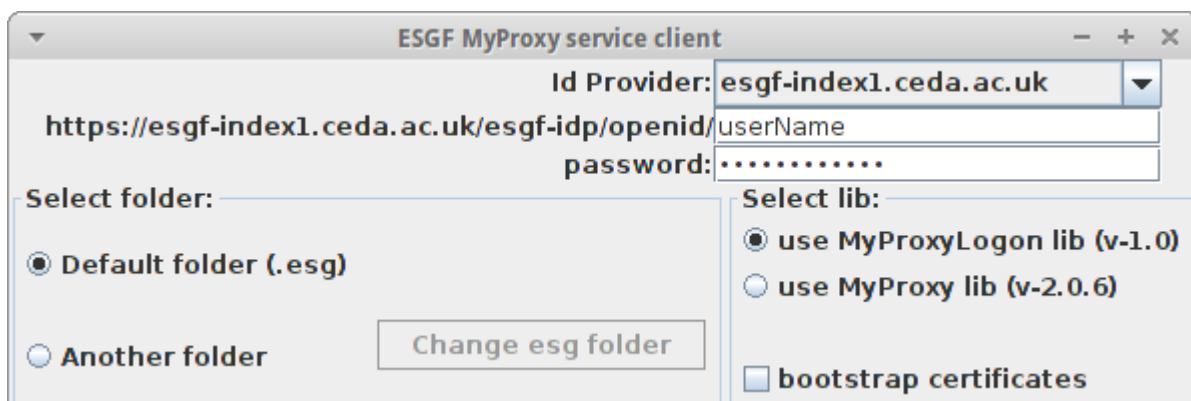 ESGF MyProxy service client
Id Provider: esgf-index1.ceda.ac.uk
https://esgf-index1.ceda.ac.uk/esgf-idp/openid/ userName
password: ••••••••••••
Select folder:
Default folder (.esg)
Another folder
Change esg folder
Select lib:
use MyProxyLogon lib (v-1.0)
use MyProxy lib (v-2.0.6)
bootstrap certificates